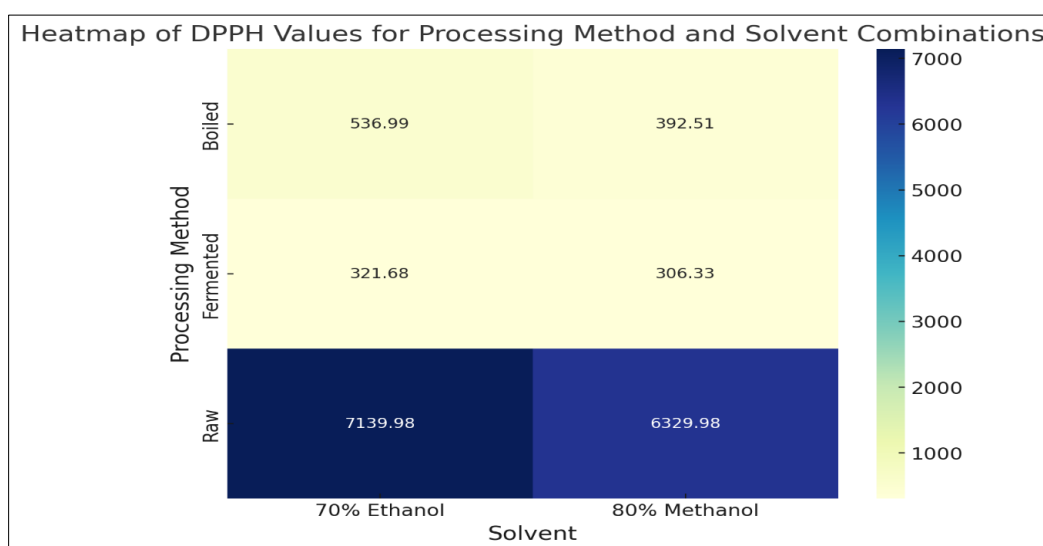 Heatmap of DPPH Values for Processing Method and Solvent Combinations
7000
Boiled
536.99
392.51
6000
5000
Processing Method
Fermented
321.68
306.33
4000
3000
2000
Raw
7139.98
6329.98
1000
70% Ethanol
80% Methanol
Solvent